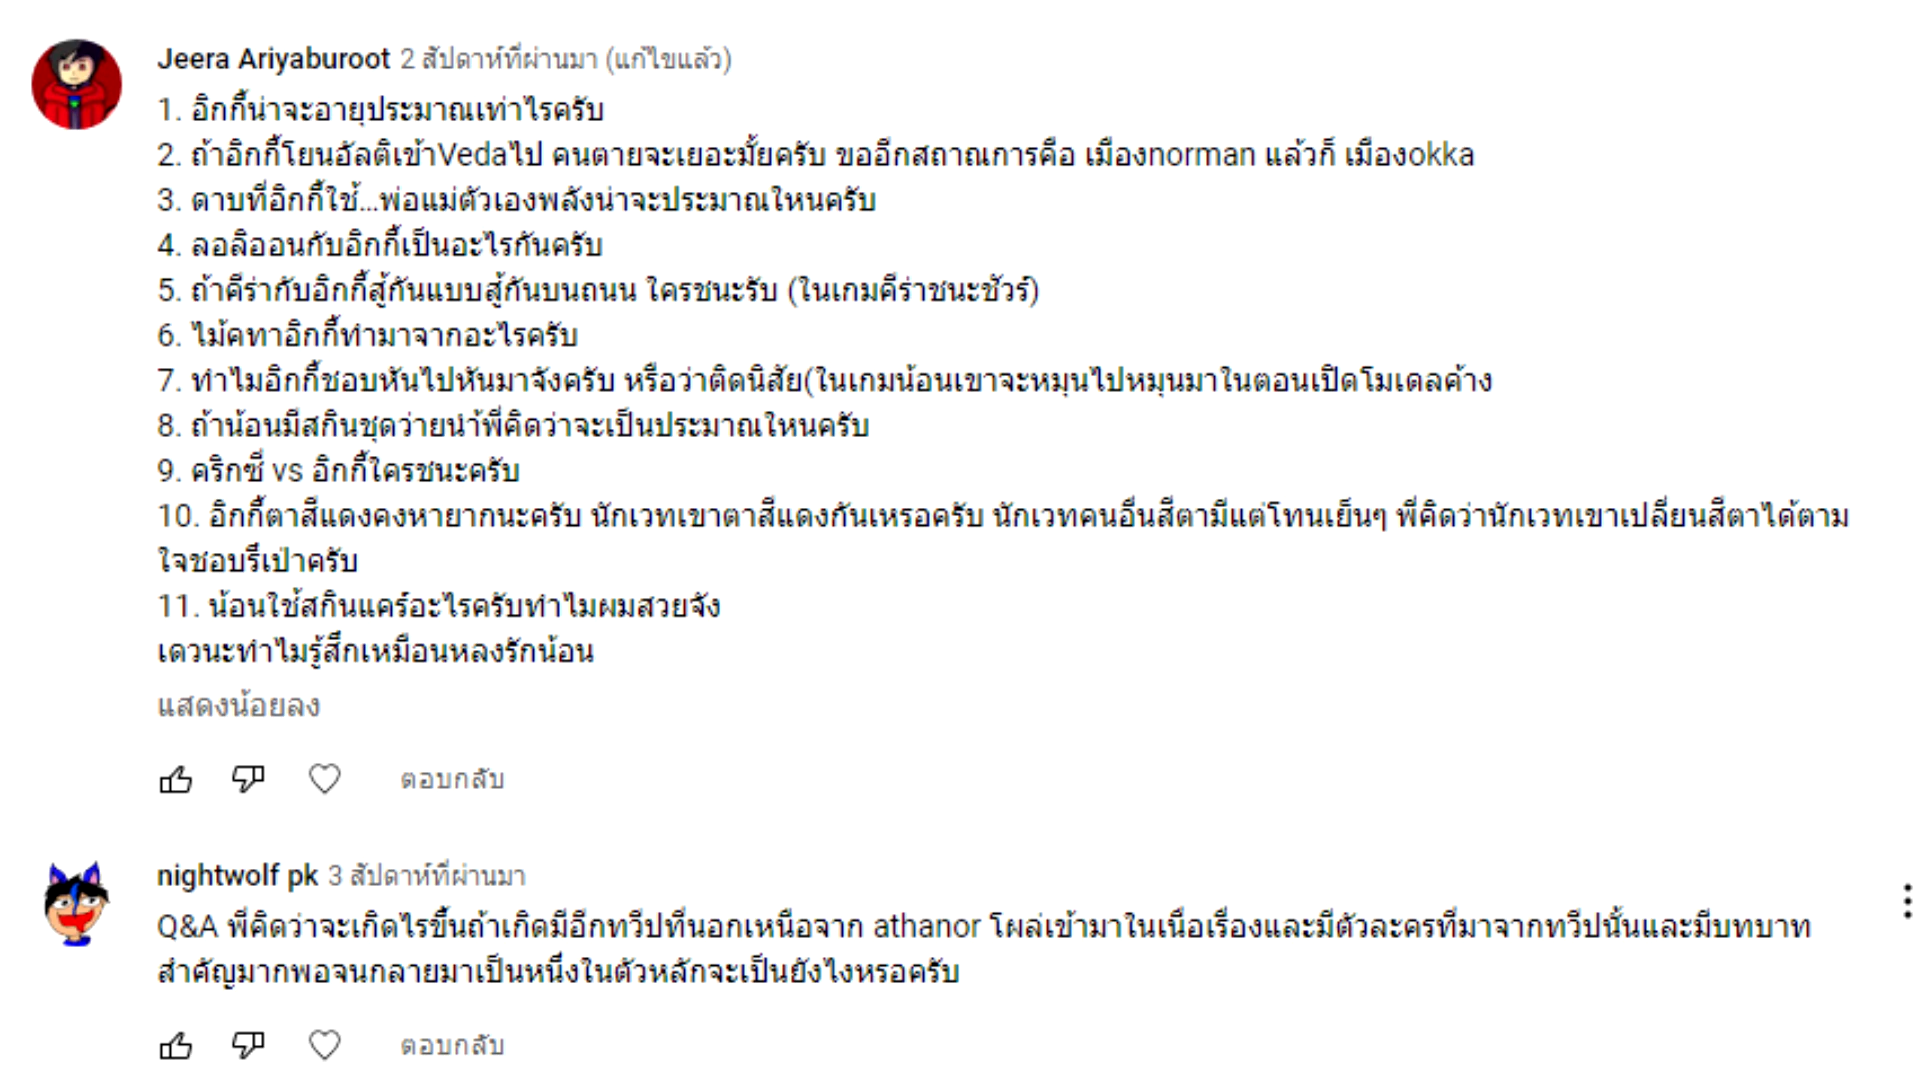 Jeera Ariyaburoot 2 สัปดาห์ที่ผ่านมา (แก้ไขแล้ว)
1. อิกกี้น่าจะอายุประมาณเท่าไรครับ
2. ถ้าอิกกี้โยนอัลติเข้าVedaไป คนตายจะเยอะมั้ยครับ ขออีกสถาณการคือ เมืองnorman แล้วก็ เมืองokka
3. ดาบที่อิกกี้ใช้...พ่อแม่ตัวเองพลังน่าจะประมาณใหนครับ
4. ลอลิออนกับอิกกี้เป็นอะไรกันครับ
5. ถ้าคีร่ากับอิกกี้สู้กันแบบสู้กันบนถนน ใครชนะรับ (ในเกมคีร่าชนะชัวร์)
6. ไม้คทาอิกกี้ทำมาจากอะไรครับ
7. ทำไมอิกกี้ชอบหันไปหันมาจังครับ หรือว่าติดนิสัย(ในเกมน้อนเขาจะหมุนไปหมุนมาในตอนเปิดโมเดลค้าง
8. ถ้าน้อนมีสกินชุดว่ายนำ้พี่คิดว่าจะเป็นประมาณใหนครับ
9. คริกซี่ vs อิกกี้ใครชนะครับ
10. อิกกี้ตาสีแดงคงหายากนะครับ นักเวทเขาตาสีแดงกันเหรอครับ นักเวทคนอื่นสีตามีแต่โทนเย็นๆ พี่คิดว่านักเวทเขาเปลี่ยนสีตาได้ตาม
ใจชอบรึเป่าครับ
11. น้อนใช้สกินแคร์อะไรครับทำไมผมสวยจัง
เดวนะทำไมรู้สึกเหมือนหลงรักน้อน
แสดงน้อยลง
ตอบกลับ
nightwolf pk 3 สัปดาห์ที่ผ่านมา
Q&A พี่คิดว่าจะเกิดไรขึ้นถ้าเกิดมีอีกทวีปที่นอกเหนือจาก athanor โผล่เข้ามาในเนื้อเรื่องและมีตัวละครที่มาจากทวีปนั้นและมีบทบาท
สำคัญมากพอจนกลายมาเป็นหนึ่งในตัวหลักจะเป็นยังไงหรอครับ
ตอบกลับ